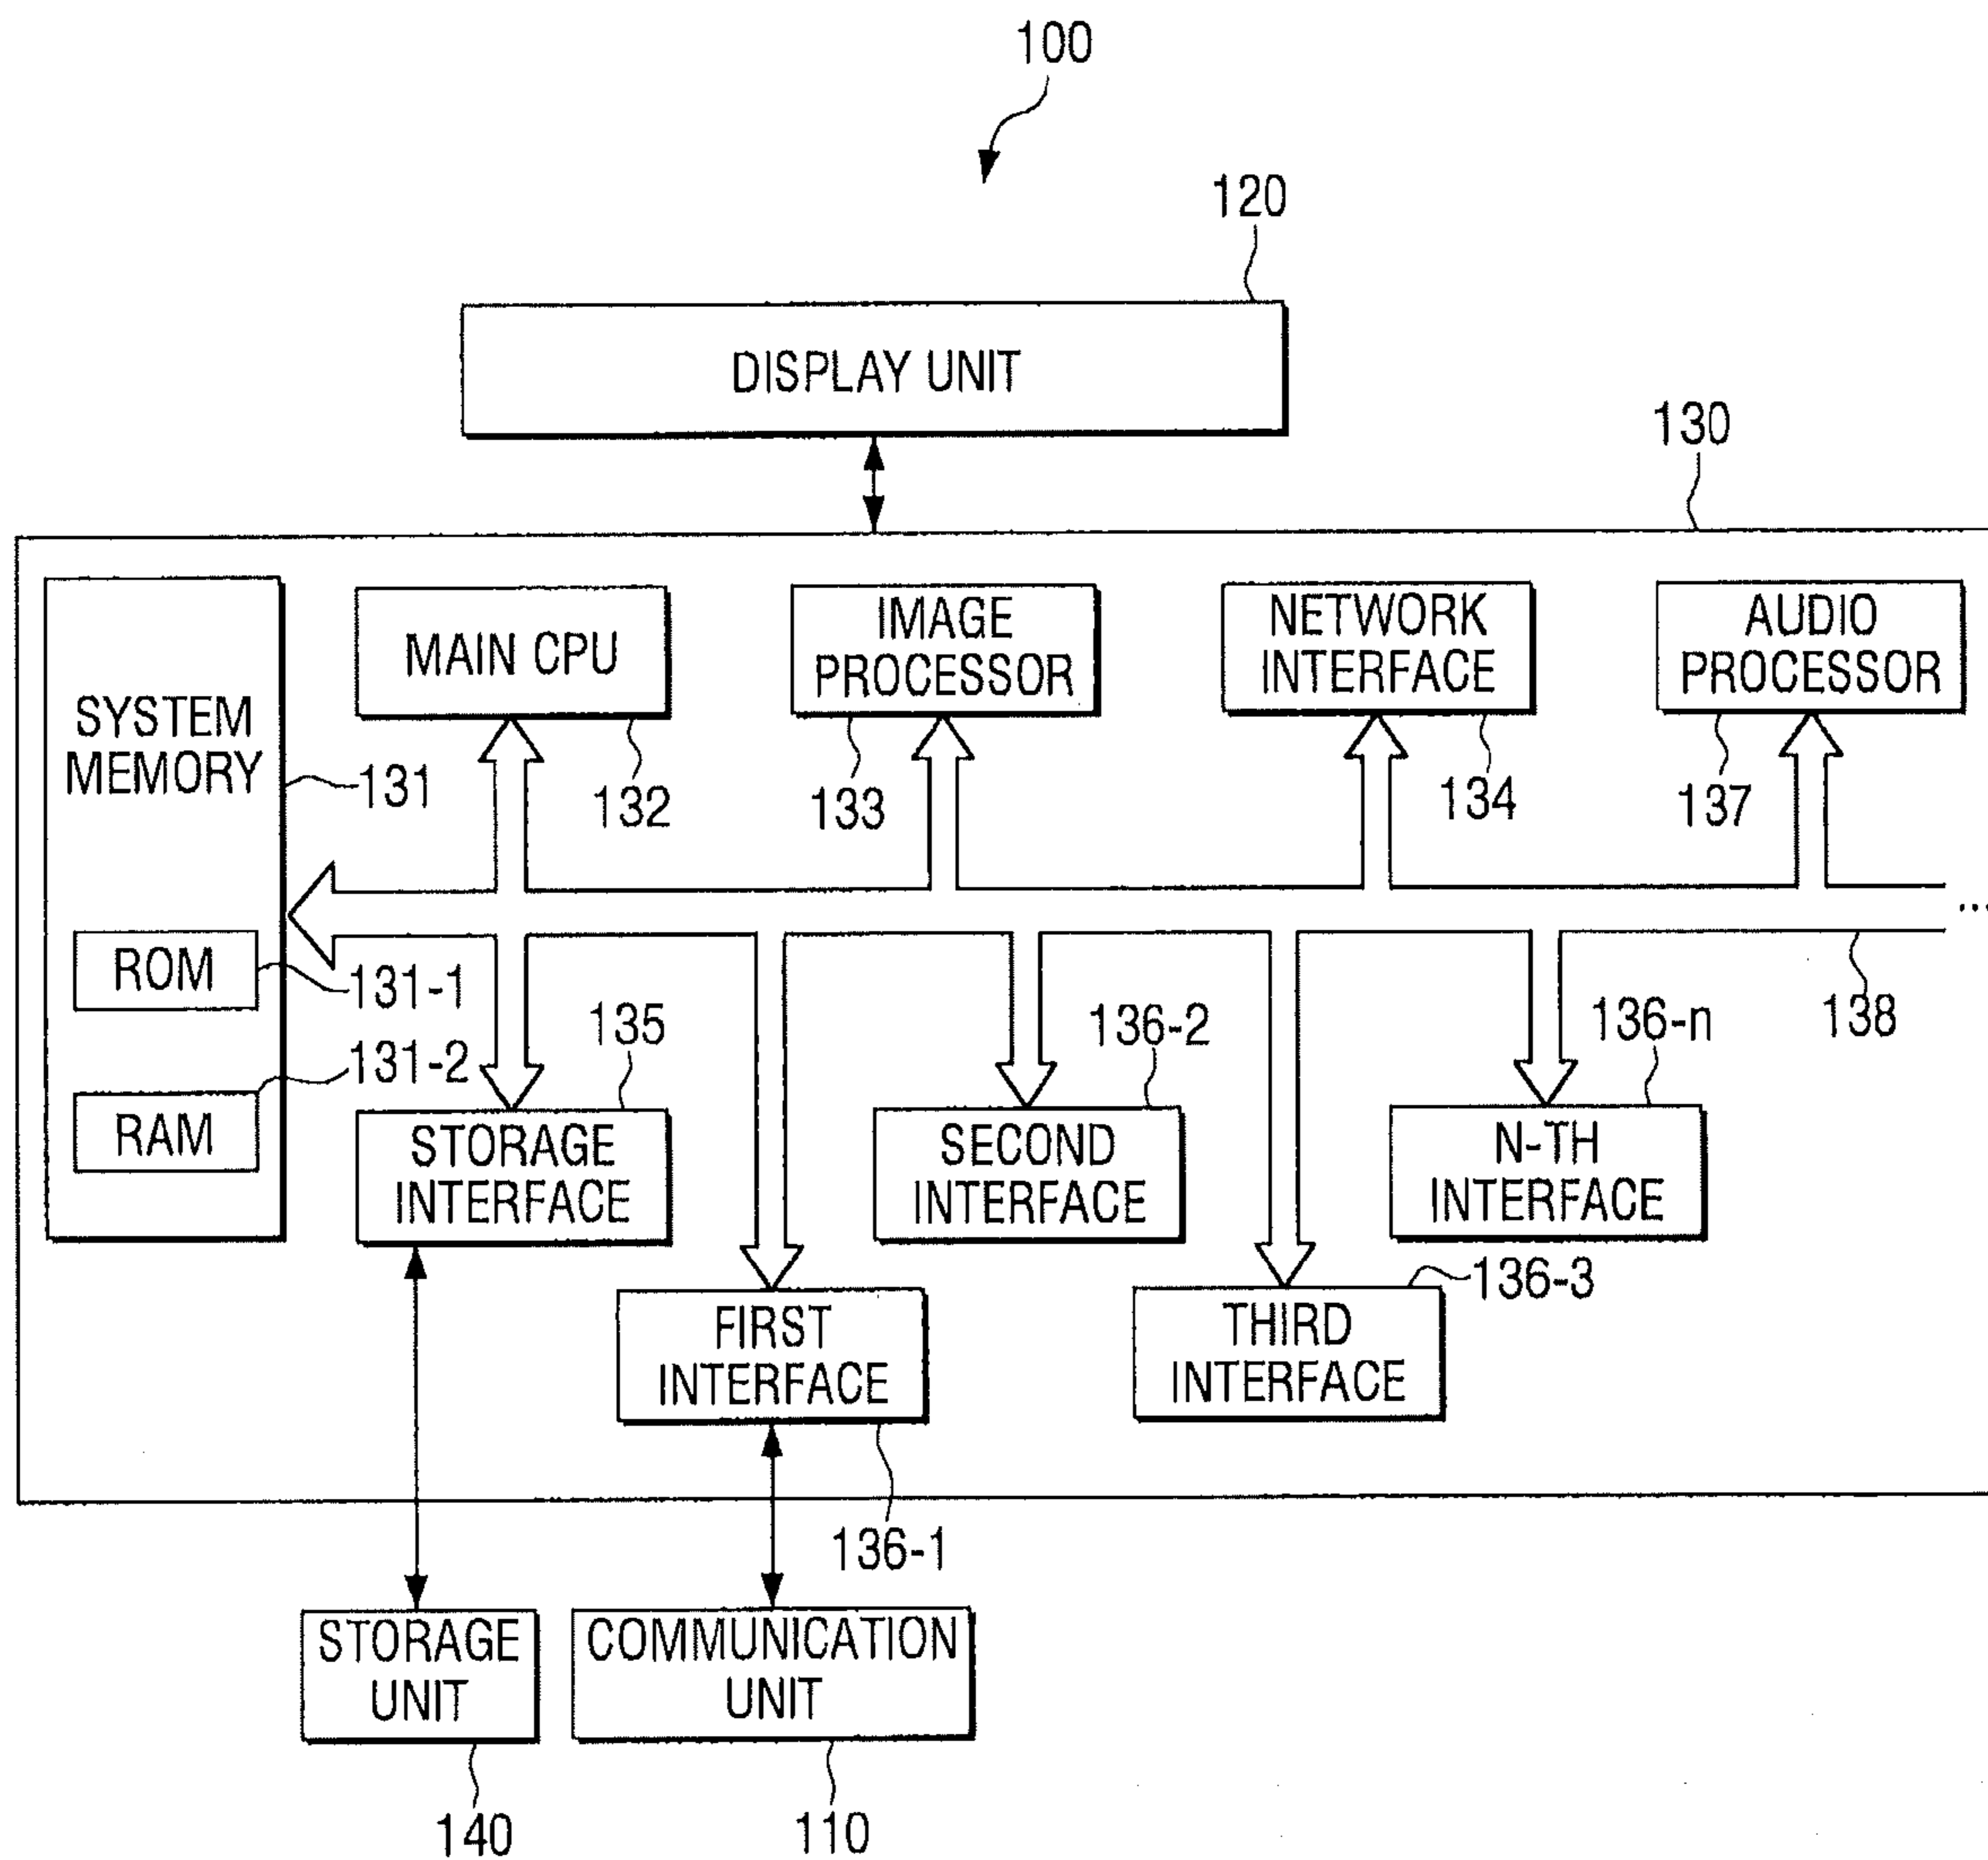 100
120
DISPLAY UNIT
130
SYSTEM
MEMORY
131
MAIN CPU
132
IMAGE
PROCESSOR
133
NETWORK
INTERFACE
134
AUDIO
PROCESSOR
137
...
138
ROM
131-1
RAM
131-2
135
STORAGE
INTERFACE
136-2
SECOND
INTERFACE
136-n
N-TH
INTERFACE
FIRST
INTERFACE
136-1
136-3
THIRD
INTERFACE
STORAGE
UNIT
140
COMMUNICATION
UNIT
110